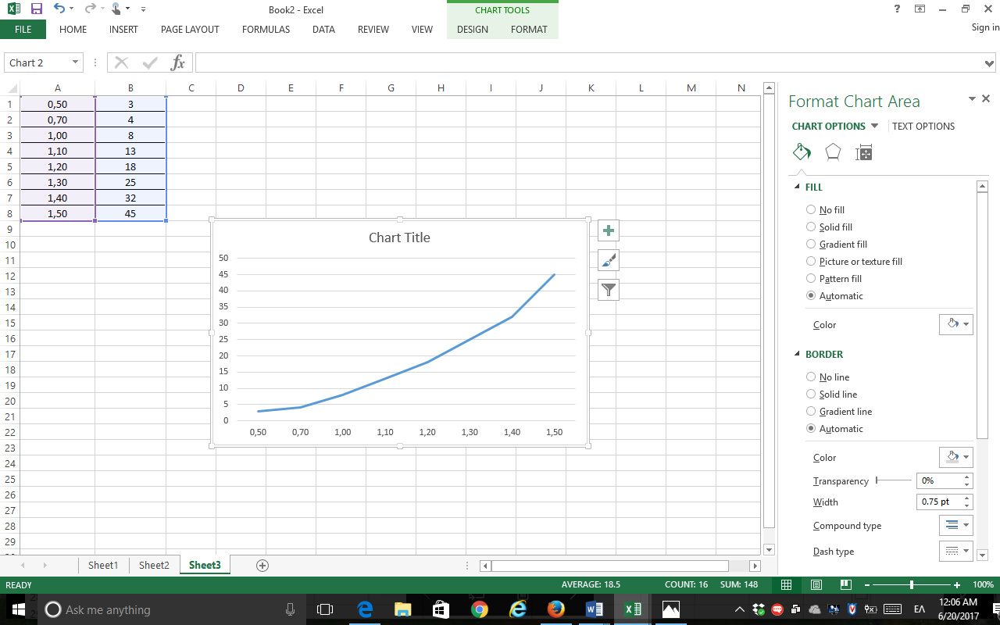 Book2 - Excel
CHART TOOLS
?
Sign in
FILE HOME INSERT PAGE LAYOUT FORMULAS DATA REVIEW VIEW DESIGN FORMAT
Chart 2
fx
A B C D E F G H I J K L M N
1 0,50 3
2 0,70 4
3 1,00 8
4 1,10 13
5 1,20 18
6 1,30 25
7 1,40 32
8 1,50 45
9
10
11
12
13
14
15
16
17
18
19
20
21
22
23
24
25
26
27
28
29
Chart Title
50
45
40
35
30
25
20
15
10
5
0
0,50 0,70 1,00 1,10 1,20 1,30 1,40 1,50
Format Chart Area
CHART OPTIONS TEXT OPTIONS
FILL
No fill
Solid fill
Gradient fill
Picture or texture fill
Pattern fill
Automatic
Color
BORDER
No line
Solid line
Gradient line
Automatic
Color
Transparency 0%
Width 0.75 pt
Compound type
Dash type
Sheet1 Sheet2 Sheet3
READY AVERAGE: 18.5 COUNT: 16 SUM: 148 100%
Ask me anything
ΕΛ
12:06 AM
6/20/2017